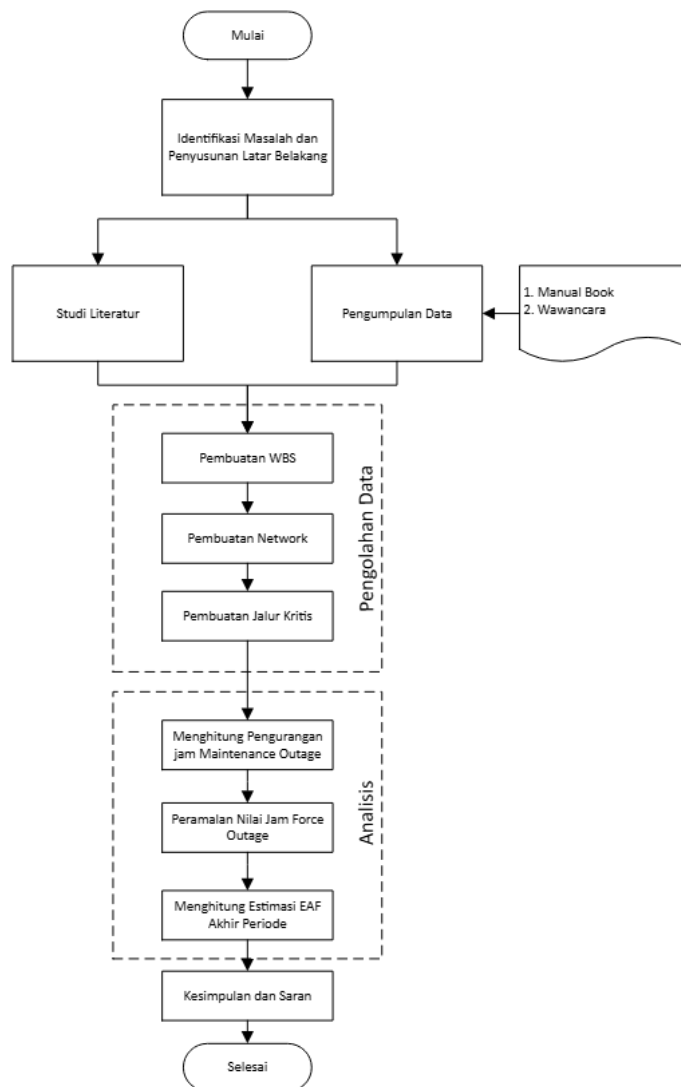 Mulai
Identifikasi Masalah dan
Penyusunan Latar Belakang
Studi Literatur
Pengumpulan Data
1. Manual Book
2. Wawancara
Pengolahan Data
Pembuatan WBS
Pembuatan Network
Pembuatan Jalur Kritis
Analisis
Menghitung Pengurangan
jam Maintenance Outage
Peramalan Nilai Jam Force
Outage
Menghitung Estimasi EAF
Akhir Periode
Kesimpulan dan Saran
Selesai